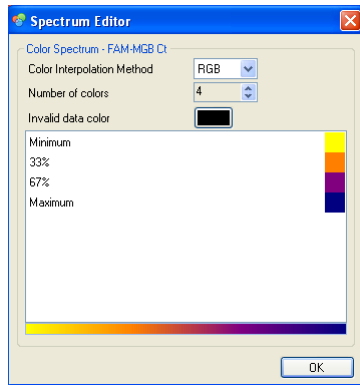 Spectrum Editor
Color Spectrum - FAM-MGB Ct
Color Interpolation Method RGB
Number of colors 4
Invalid data color
Minimum
33%
67%
Maximum
OK